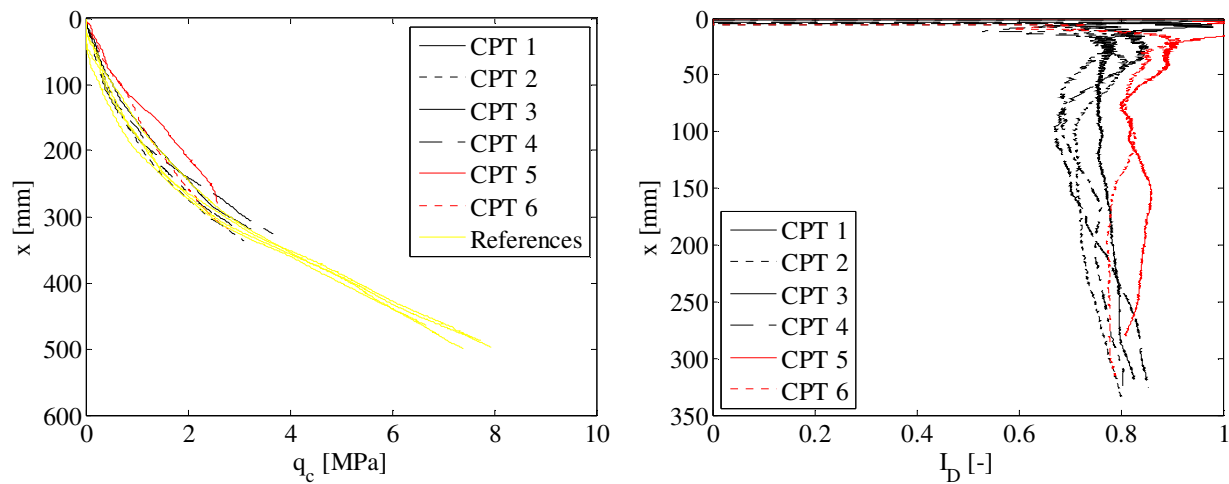 0
100
200
300
400
500
600
x [mm]
0 2 4 6 8 10
q_c [MPa]
CPT 1
CPT 2
CPT 3
CPT 4
CPT 5
CPT 6
References
0
50
100
150
200
250
300
350
x [mm]
0 0.2 0.4 0.6 0.8 1
I_D [-]
CPT 1
CPT 2
CPT 3
CPT 4
CPT 5
CPT 6